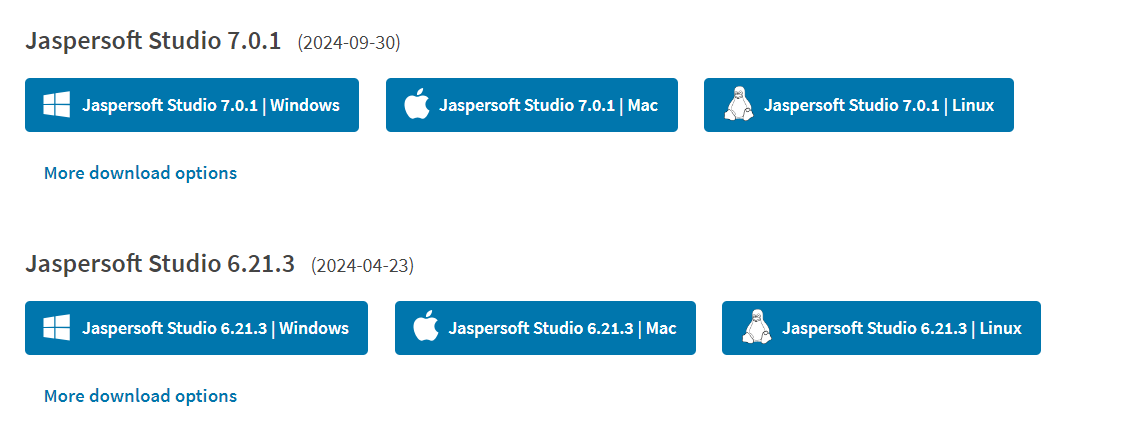 Jaspersoft Studio 7.0.1 (2024-09-30)
Jaspersoft Studio 7.0.1 | Windows
Jaspersoft Studio 7.0.1 | Mac
Jaspersoft Studio 7.0.1 | Linux
More download options
Jaspersoft Studio 6.21.3 (2024-04-23)
Jaspersoft Studio 6.21.3 | Windows
Jaspersoft Studio 6.21.3 | Mac
Jaspersoft Studio 6.21.3 | Linux
More download options